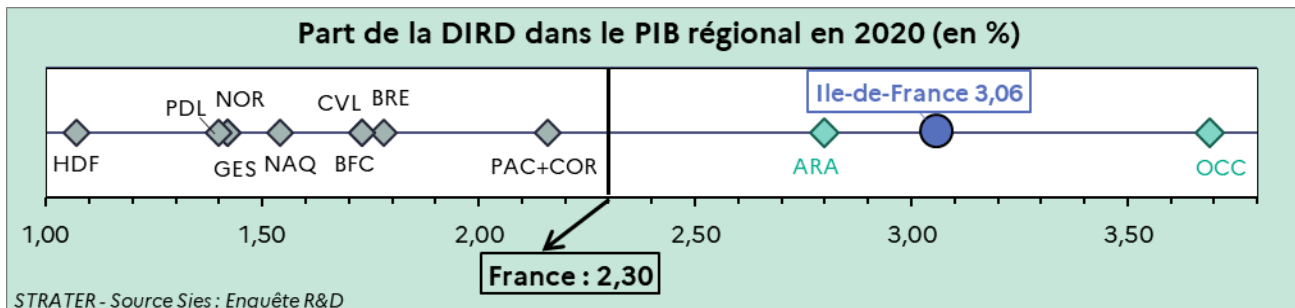 Part de la DIRD dans le PIB régional en 2020 (en %)
Ile-de-France 3,06
PDL NOR CVL BRE
HDF GES NAQ BFC PAC+COR ARA OCC
1,00 1,50 2,00 2,50 3,00 3,50
France : 2,30
STRATER - Source Sies : Enquête R&D